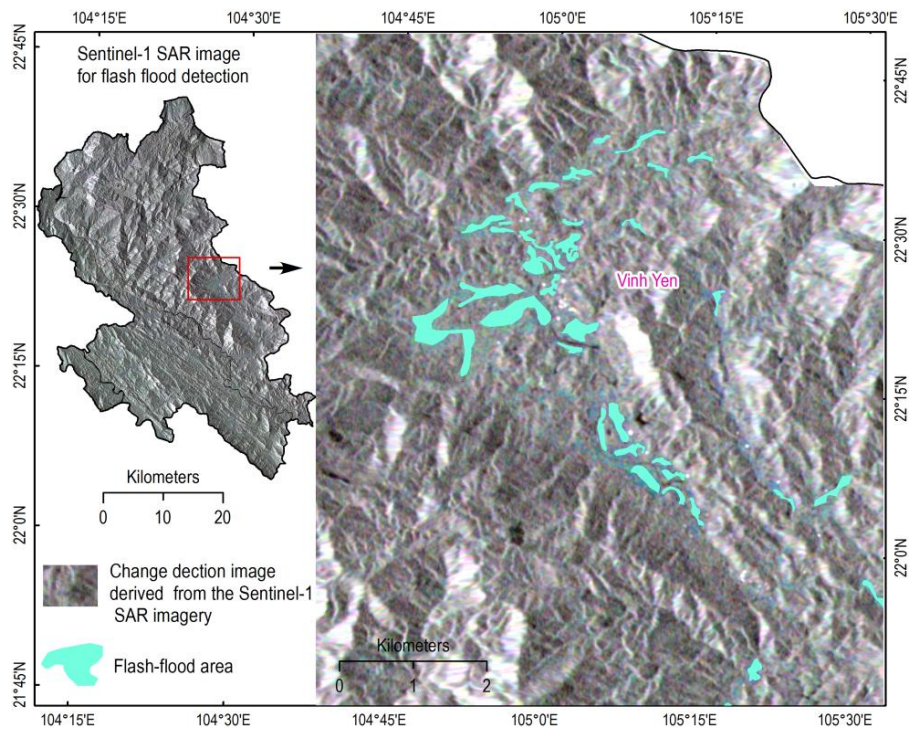 104°15'E 104°30'E 104°45'E 105°0'E 105°15'E 105°30'E
22°45'N
22°30'N
22°15'N
22°0'N
21°45'N
Sentinel-1 SAR image
for flash flood detection
Kilometers
0 10 20
Change dection image
derived from the Sentinel-1
SAR imagery
Flash-flood area
Vinh Yen
Kilometers
0 1 2
22°45'N
22°30'N
22°15'N
22°0'N
104°15'E 104°30'E 104°45'E 105°0'E 105°15'E 105°30'E